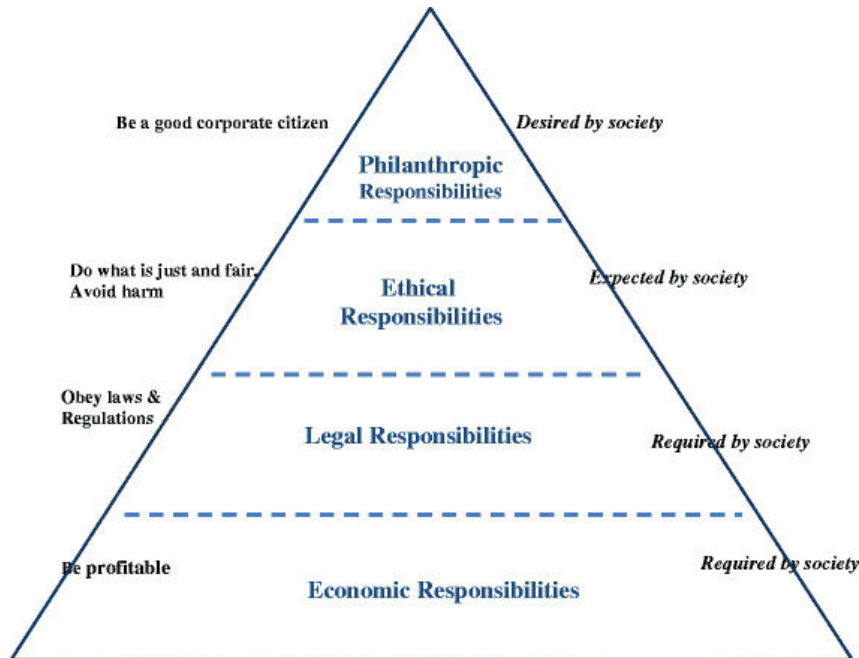 Be a good corporate citizen
Desired by society
Philanthropic
Responsibilities
Do what is just and fair,
Avoid harm
Expected by society
Ethical
Responsibilities
Obey laws &
Regulations
Legal Responsibilities
Required by society
Be profitable
Required by society
Economic Responsibilities